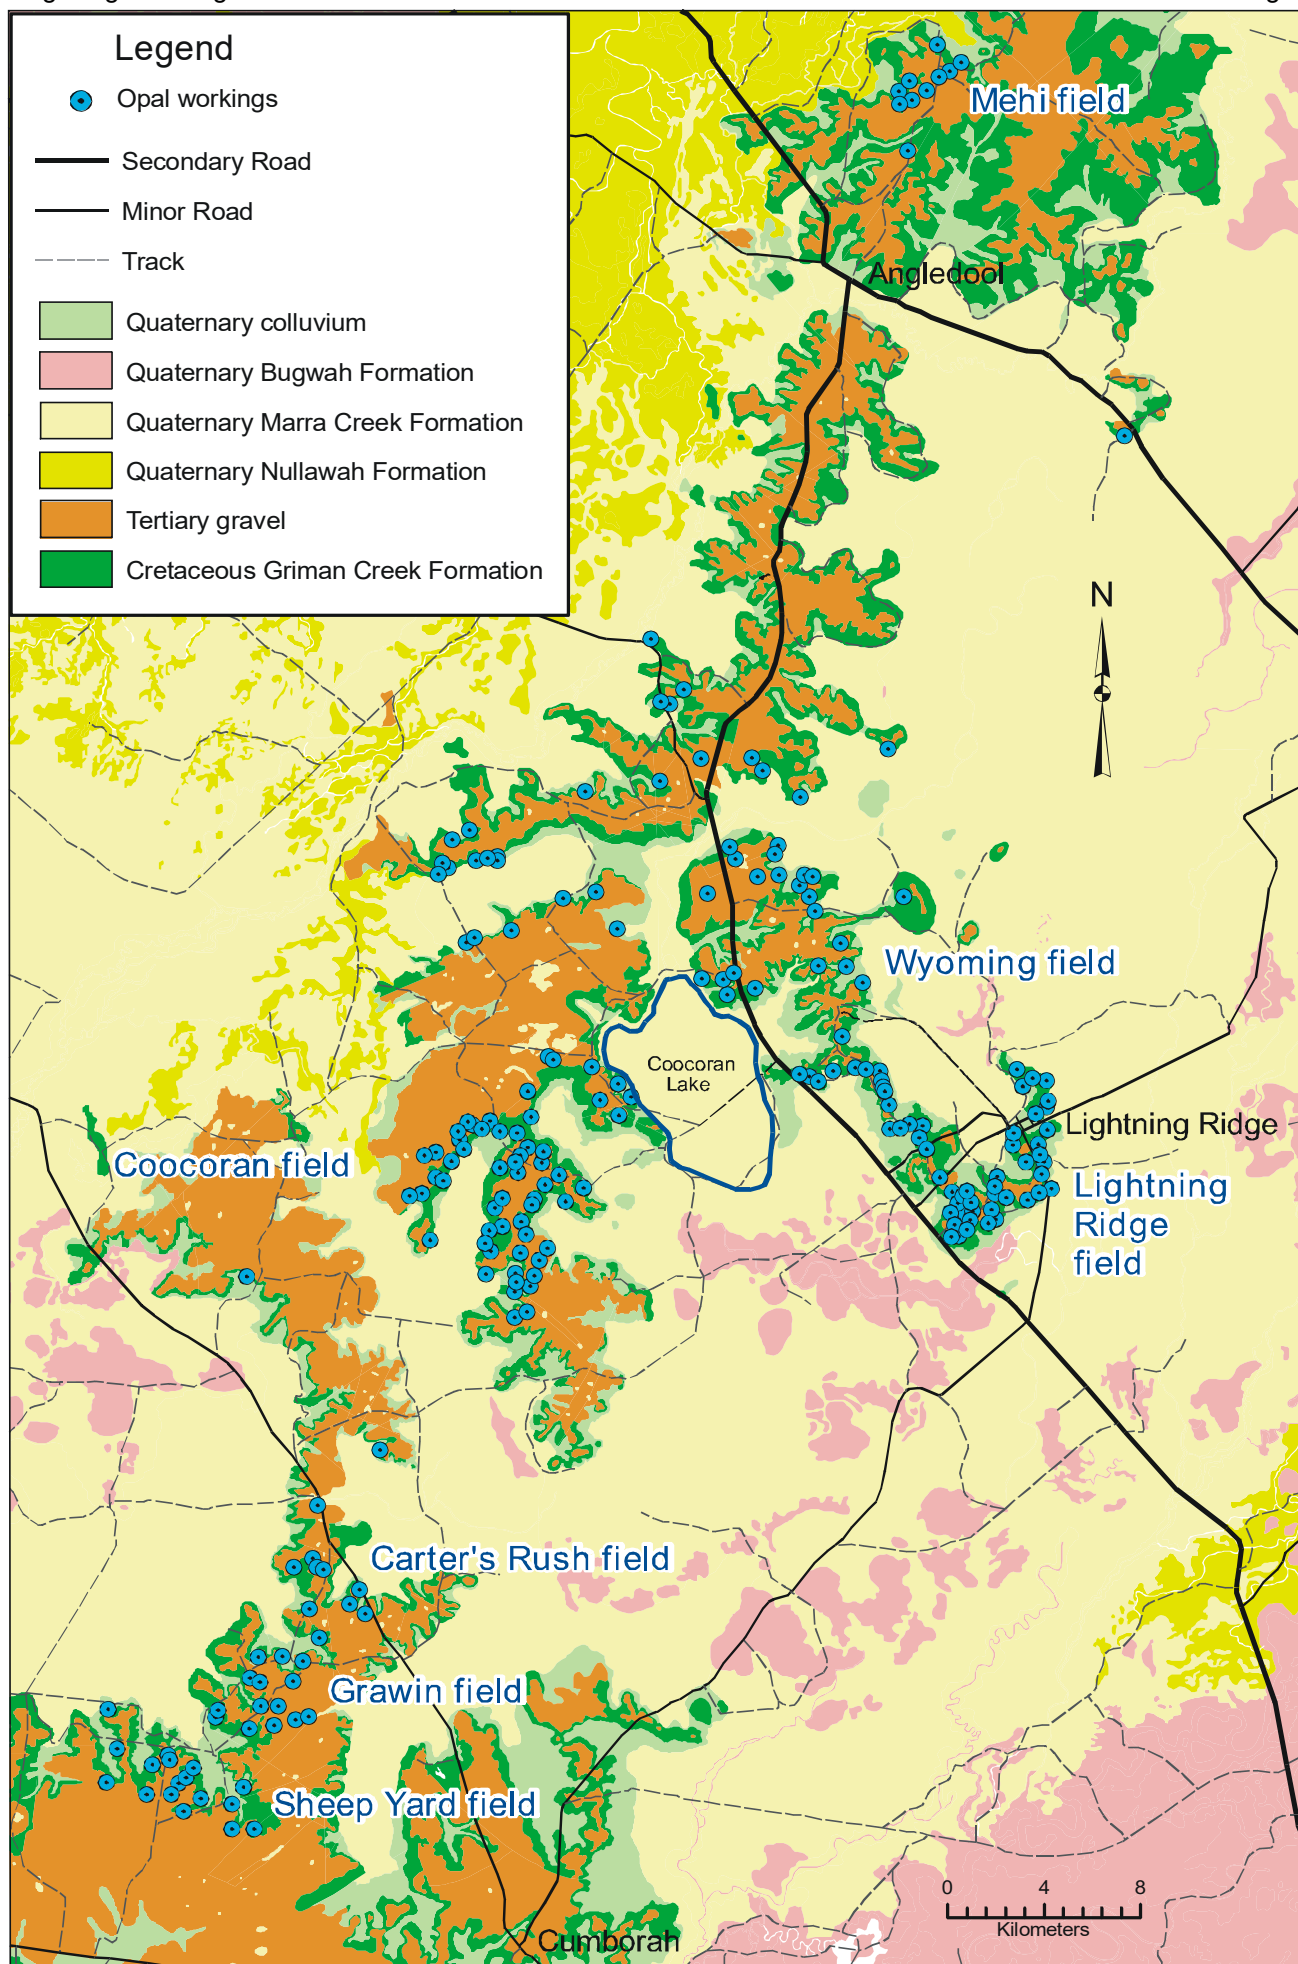 Legend
Opal workings
Secondary Road
Minor Road
Track
Quaternary colluvium
Quaternary Bugwah Formation
Quaternary Marra Creek Formation
Quaternary Nullawah Formation
Tertiary gravel
Cretaceous Griman Creek Formation
Mehi field
Angledool
N
Wyoming field
Coocoran
Lake
Lightning Ridge
Coocoran field
Lightning
Ridge
field
Carter's Rush field
Grawin field
Sheep Yard field
0 4 8
Kilometers
Cumborah